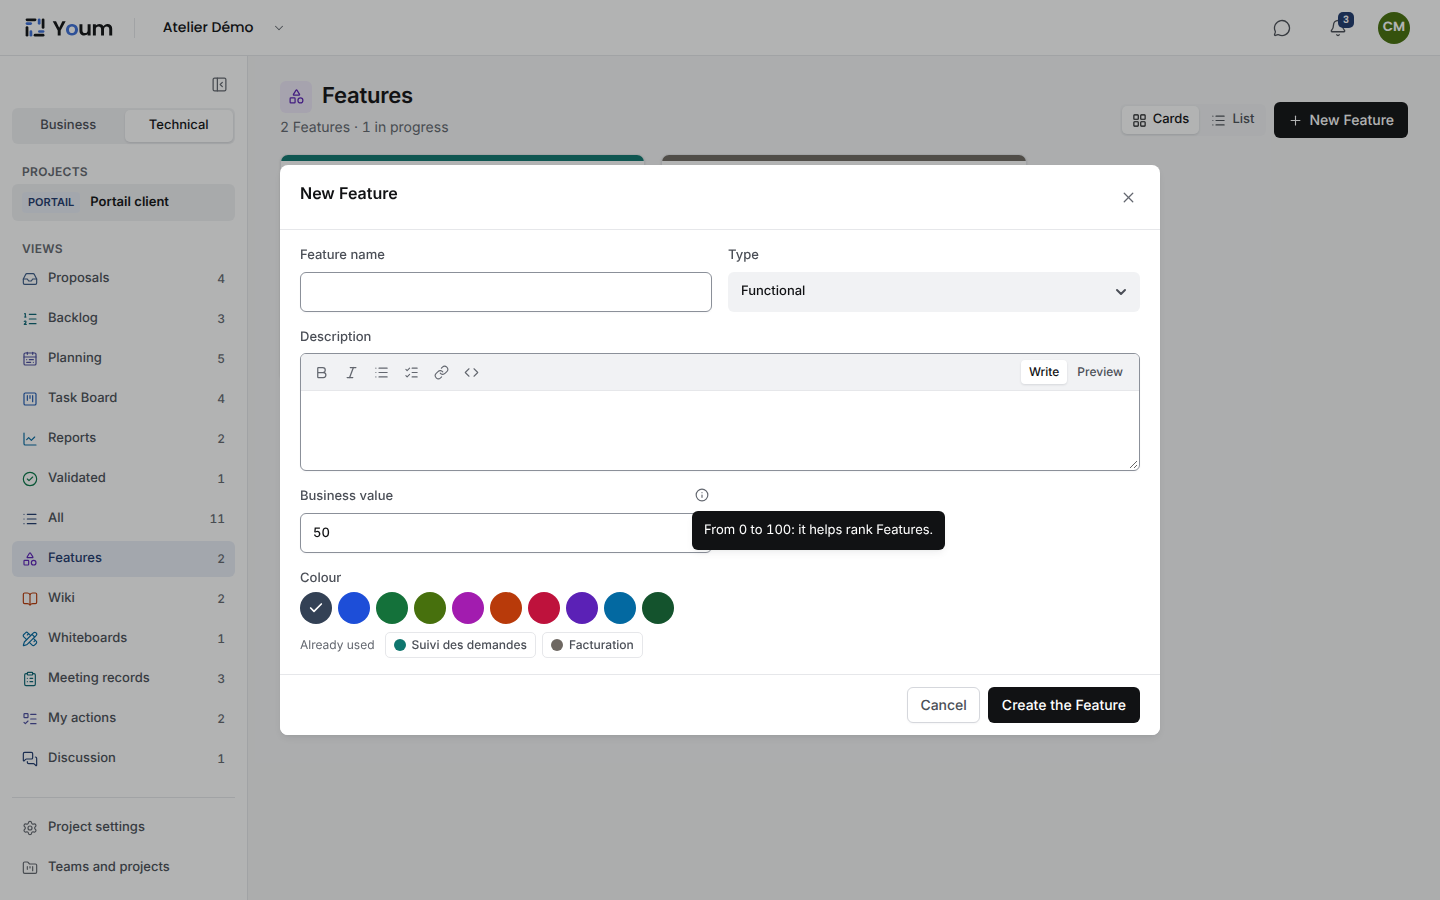 Youm
Atelier Démo
3
CM
Business
Technical
PROJECTS
PORTAIL Portail client
VIEWS
Proposals 4
Backlog 3
Planning 5
Task Board 4
Reports 2
Validated 1
All 11
Features 2
Wiki 2
Whiteboards 1
Meeting records 3
My actions 2
Discussion 1
Project settings
Teams and projects
Features
2 Features · 1 in progress
Cards
List
New Feature
New Feature
Feature name
Type
Functional
Description
Write
Preview
Business value
50
From 0 to 100: it helps rank Features.
Colour
Already used
Suivi des demandes
Facturation
Cancel
Create the Feature